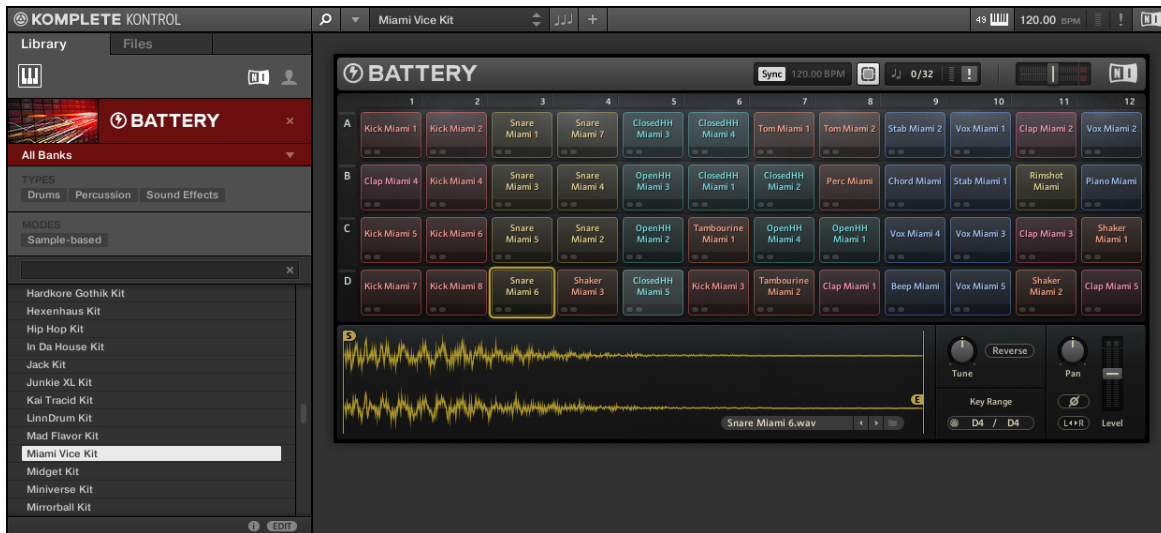 KOMPLETE KONTROL
Miami Vice Kit
49
120.00 BPM
NI
Library Files
NI
BATTERY
All Banks
TYPES
Drums Percussion Sound Effects
MODES
Sample-based
Hardkore Gothik Kit
Hexenhaus Kit
Hip Hop Kit
In Da House Kit
Jack Kit
Junkie XL Kit
Kai Tracid Kit
LinnDrum Kit
Mad Flavor Kit
Miami Vice Kit
Midget Kit
Miniverse Kit
Mirrorball Kit
EDIT
BATTERY
Sync 120.00 BPM 0/32 NI
1 2 3 4 5 6 7 8 9 10 11 12
A Kick Miami 1 Kick Miami 2 Snare Miami 1 Snare Miami 7 ClosedHH Miami 3 ClosedHH Miami 4 Tom Miami 1 Tom Miami 2 Stab Miami 2 Vox Miami 1 Clap Miami 2 Vox Miami 2
B Clap Miami 4 Kick Miami 4 Snare Miami 3 Snare Miami 4 OpenHH Miami 3 ClosedHH Miami 1 ClosedHH Miami 2 Perc Miami Chord Miami Stab Miami 1 Rimshot Miami Piano Miami
C Kick Miami 5 Kick Miami 6 Snare Miami 5 Snare Miami 2 OpenHH Miami 2 Tambourine Miami 1 OpenHH Miami 4 OpenHH Miami 1 Vox Miami 4 Vox Miami 3 Clap Miami 3 Shaker Miami 1
D Kick Miami 7 Kick Miami 8 Snare Miami 6 Shaker Miami 3 ClosedHH Miami 5 Kick Miami 3 Tambourine Miami 2 Clap Miami 1 Beep Miami Vox Miami 5 Shaker Miami 2 Clap Miami 5
S
E
Snare Miami 6.wav
Reverse
Tune
Pan
Key Range
D4 / D4
L R
Level